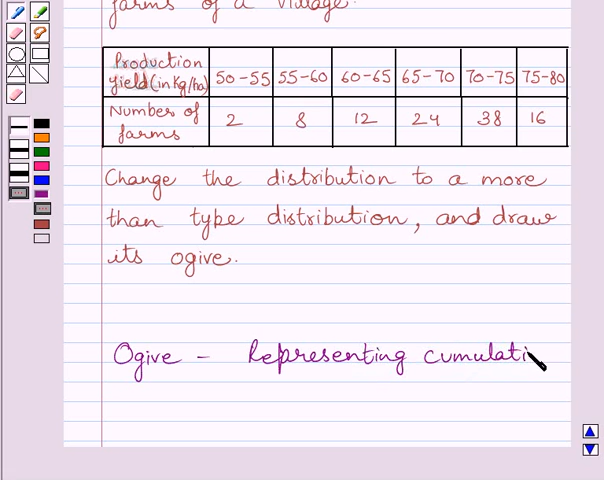 farms of a village.
Production yield (in Kg/ha) 50-55 55-60 60-65 65-70 70-75 75-80
Number of farms 2 8 12 24 38 16
Change the distribution to a more
than type distribution, and draw
its ogive.
Ogive - Representing cumulati